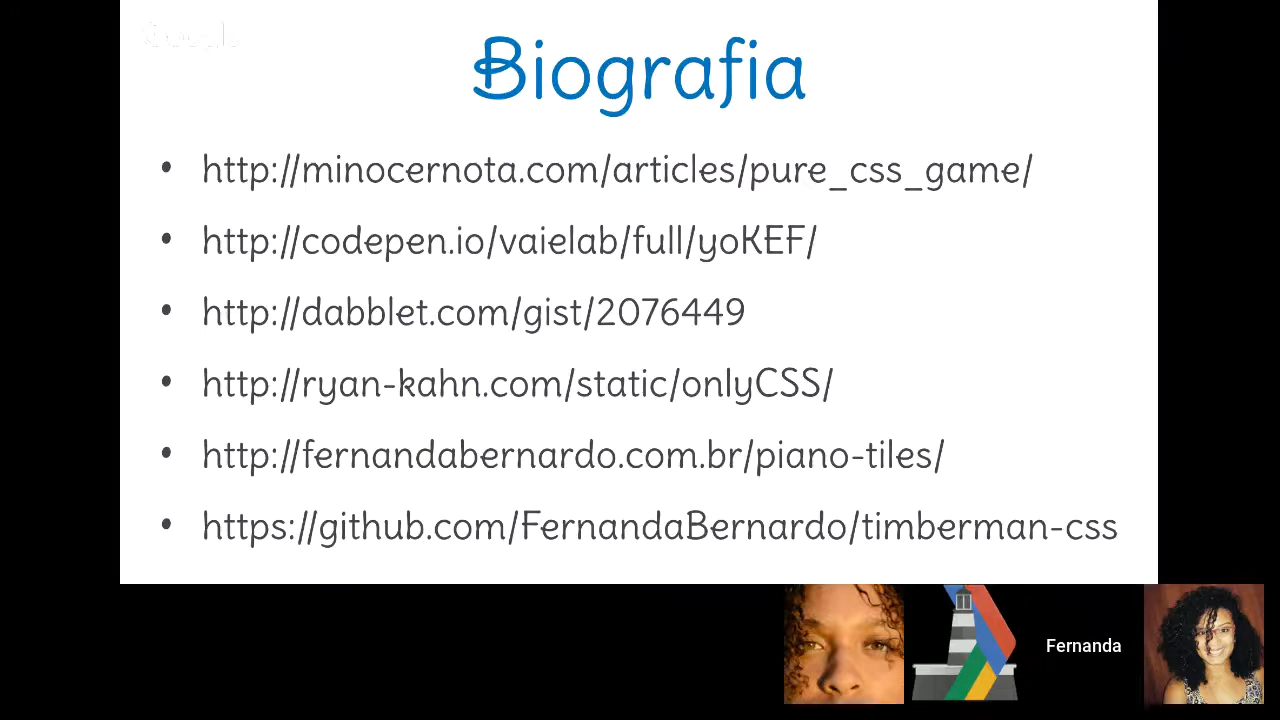 Biografia
• http://minocernota.com/articles/pure_css_game/
• http://codepen.io/vaielab/full/yoKEF/
• http://dabblet.com/gist/2076449
• http://ryan-kahn.com/static/onlyCSS/
• http://fernandabernardo.com.br/piano-tiles/
• https://github.com/FernandaBernardo/timberman-css
Fernanda